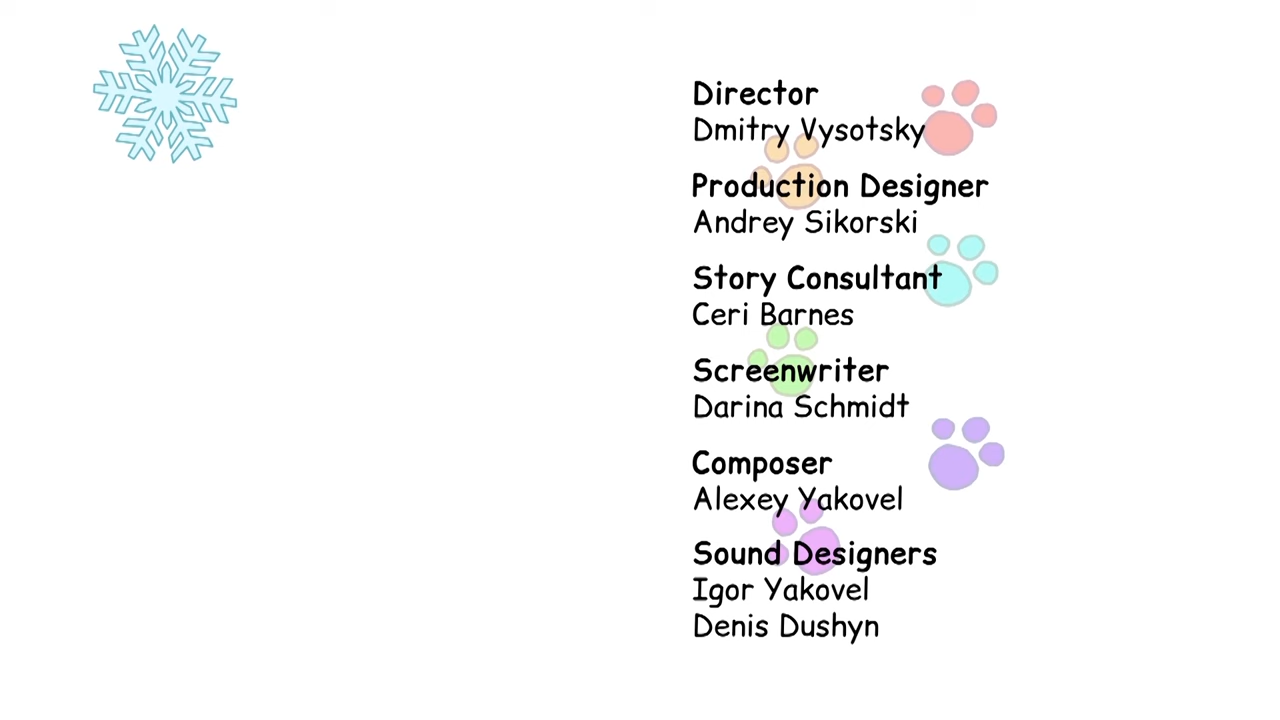 Director
Dmitry Vysotsky
Production Designer
Andrey Sikorski
Story Consultant
Ceri Barnes
Screenwriter
Darina Schmidt
Composer
Alexey Yakovel
Sound Designers
Igor Yakovel
Denis Dushyn